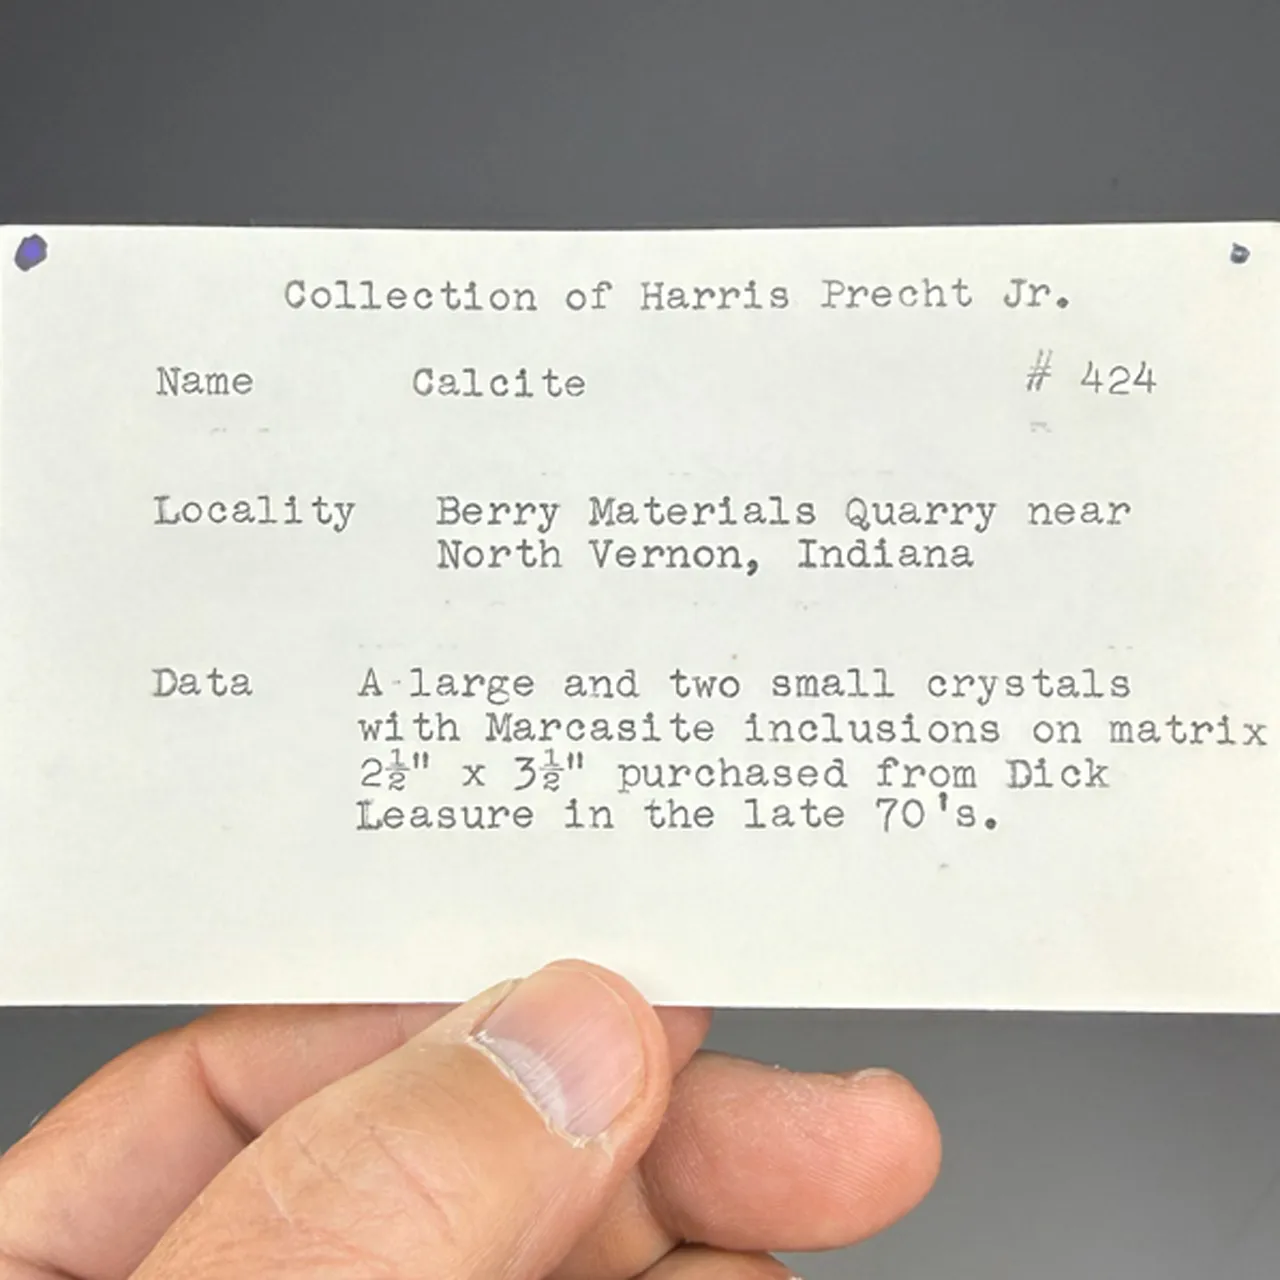 Collection of Harris Precht Jr.
Name Calcite # 424
Locality Berry Materials Quarry near
North Vernon, Indiana
Data A large and two small crystals
with Marcasite inclusions on matrix
2½" x 3½" purchased from Dick
Leasure in the late 70's.